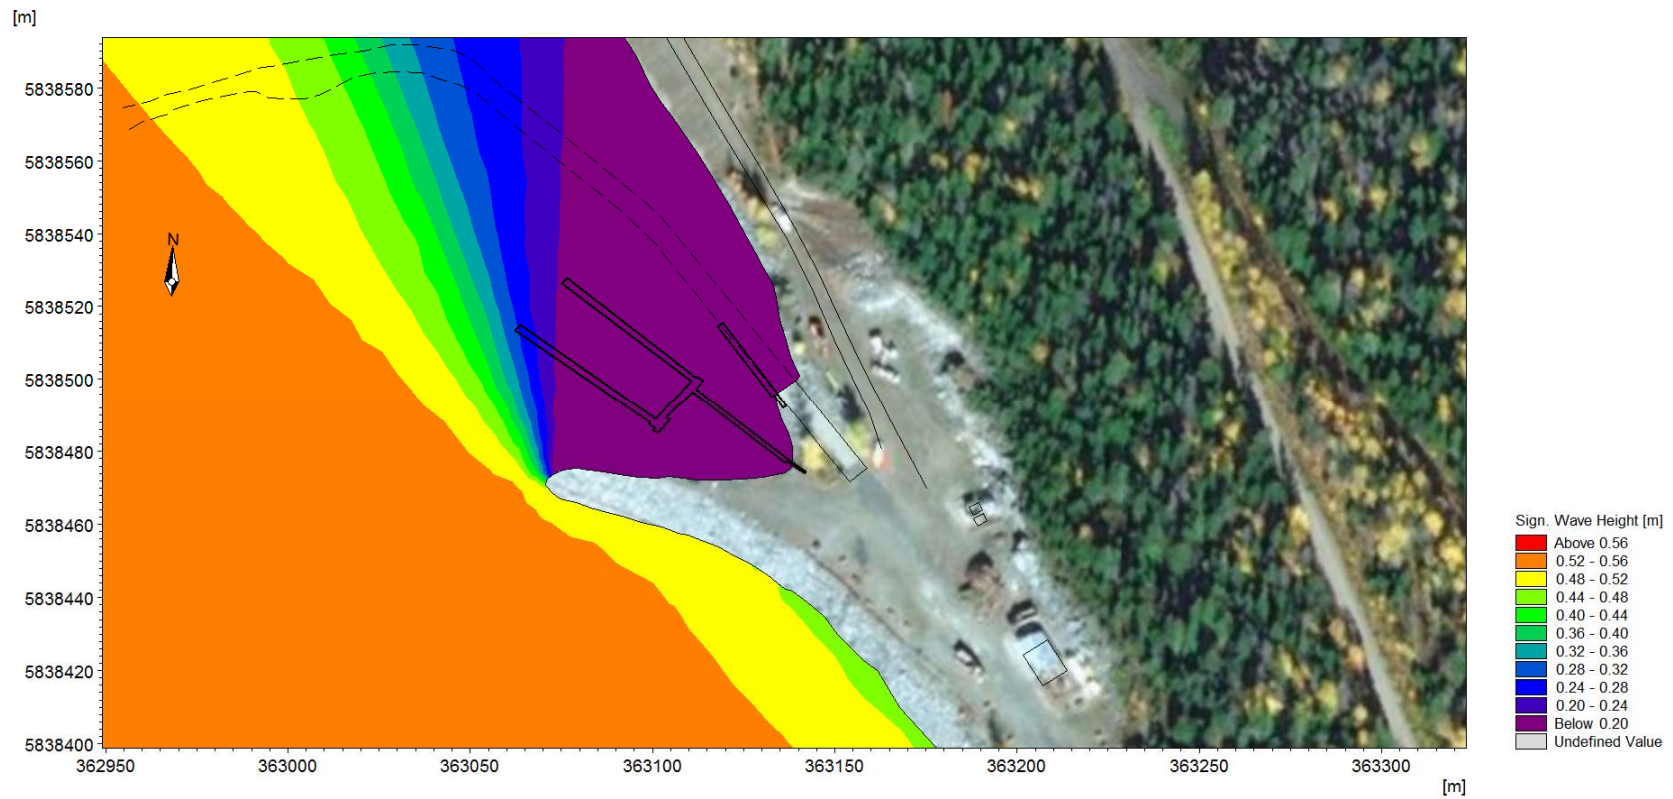 [m]
5838580
5838560
5838540
5838520
5838500
5838480
5838460
5838440
5838420
5838400
N
362950 363000 363050 363100 363150 363200 363250 363300
[m]
Sign. Wave Height [m]
Above 0.56
0.52 - 0.56
0.48 - 0.52
0.44 - 0.48
0.40 - 0.44
0.36 - 0.40
0.32 - 0.36
0.28 - 0.32
0.24 - 0.28
0.20 - 0.24
Below 0.20
Undefined Value